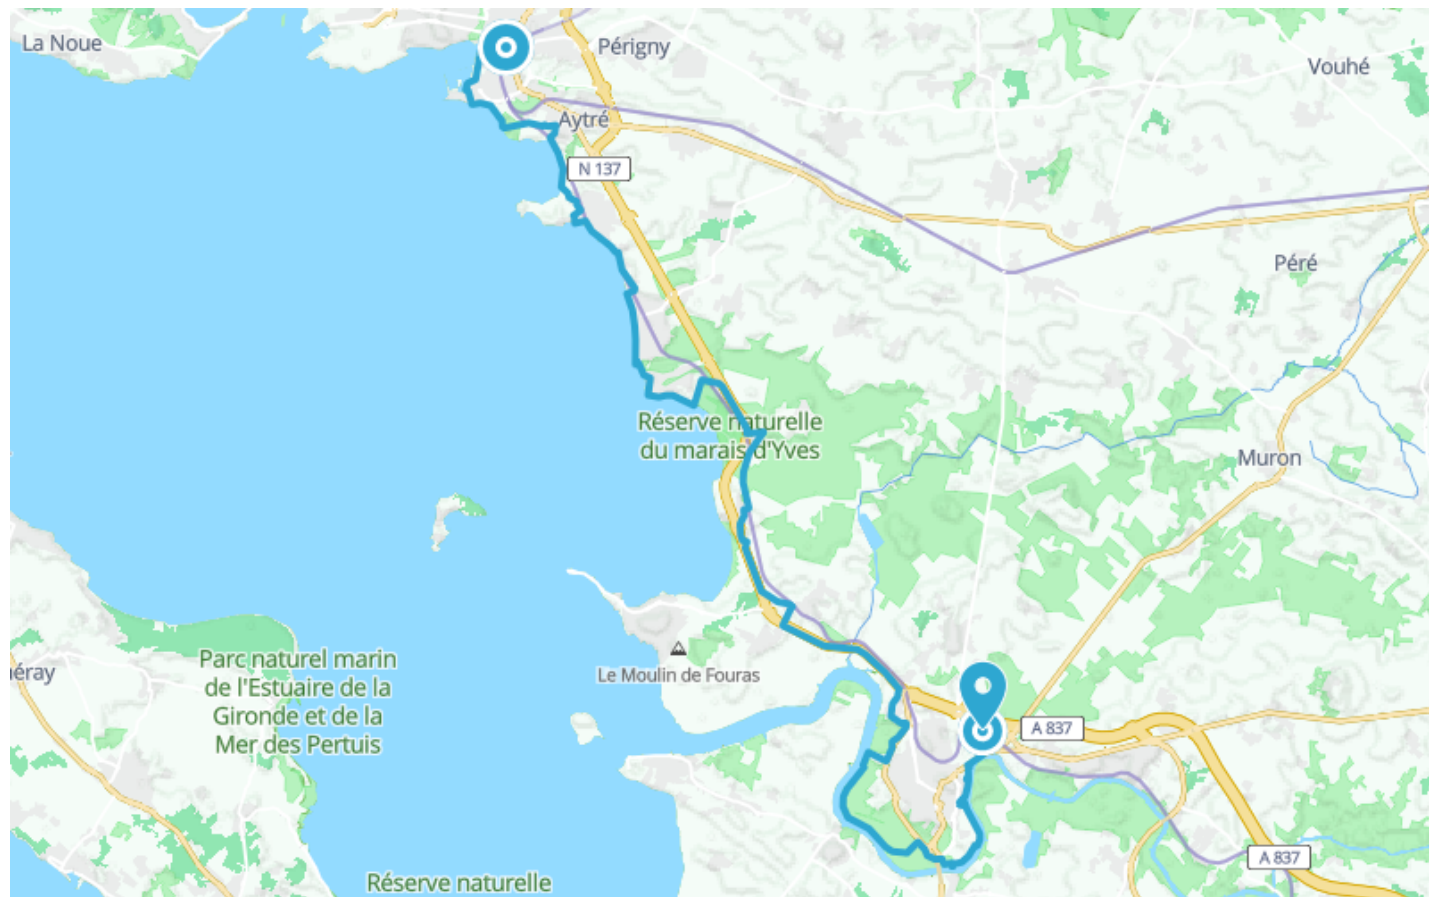 La Noue
Périgny
Vouhé
Aytré
N 137
Péré
Réserve naturelle
du marais d'Yves
Muron
Parc naturel marin
de l'Estuaire de la
Gironde et de la
Mer des Pertuis
éray
Le Moulin de Fouras
A 837
A 837
Réserve naturelle